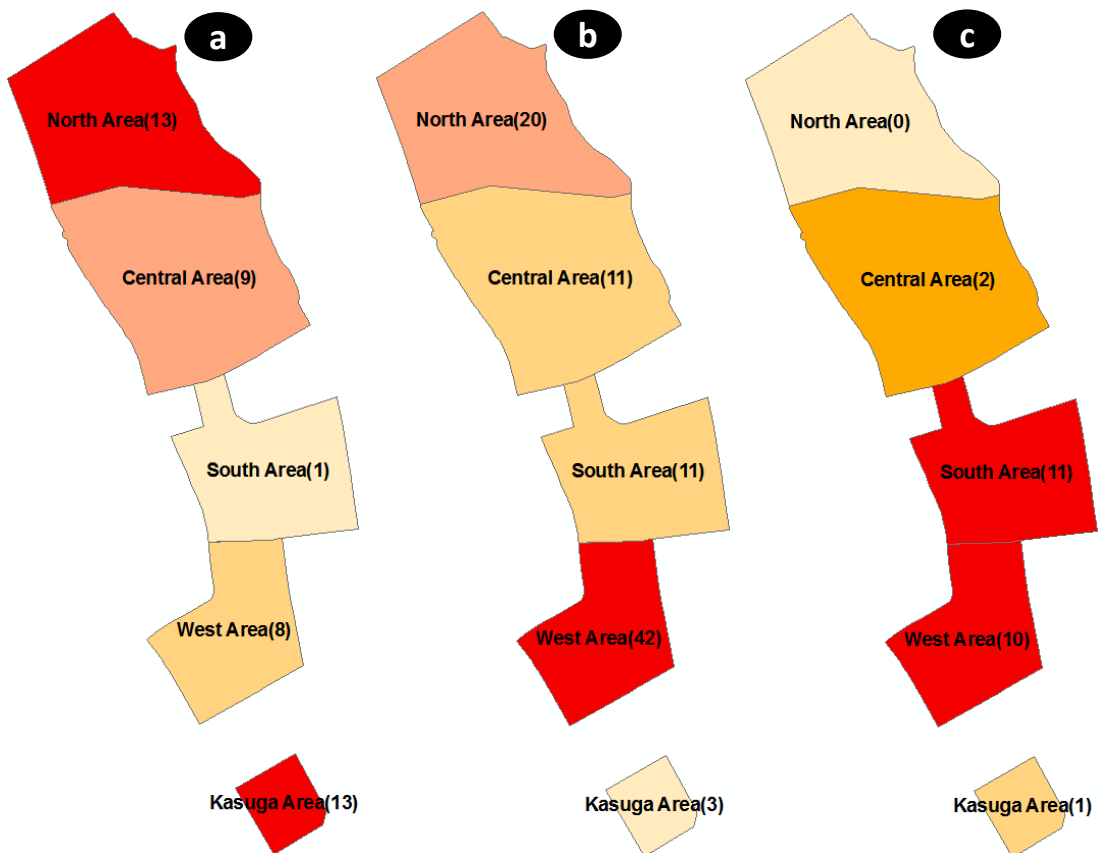 a
North Area(13)
Central Area(9)
South Area(1)
West Area(8)
Kasuga Area(13)
b
North Area(20)
Central Area(11)
South Area(11)
West Area(42)
Kasuga Area(3)
c
North Area(0)
Central Area(2)
South Area(11)
West Area(10)
Kasuga Area(1)